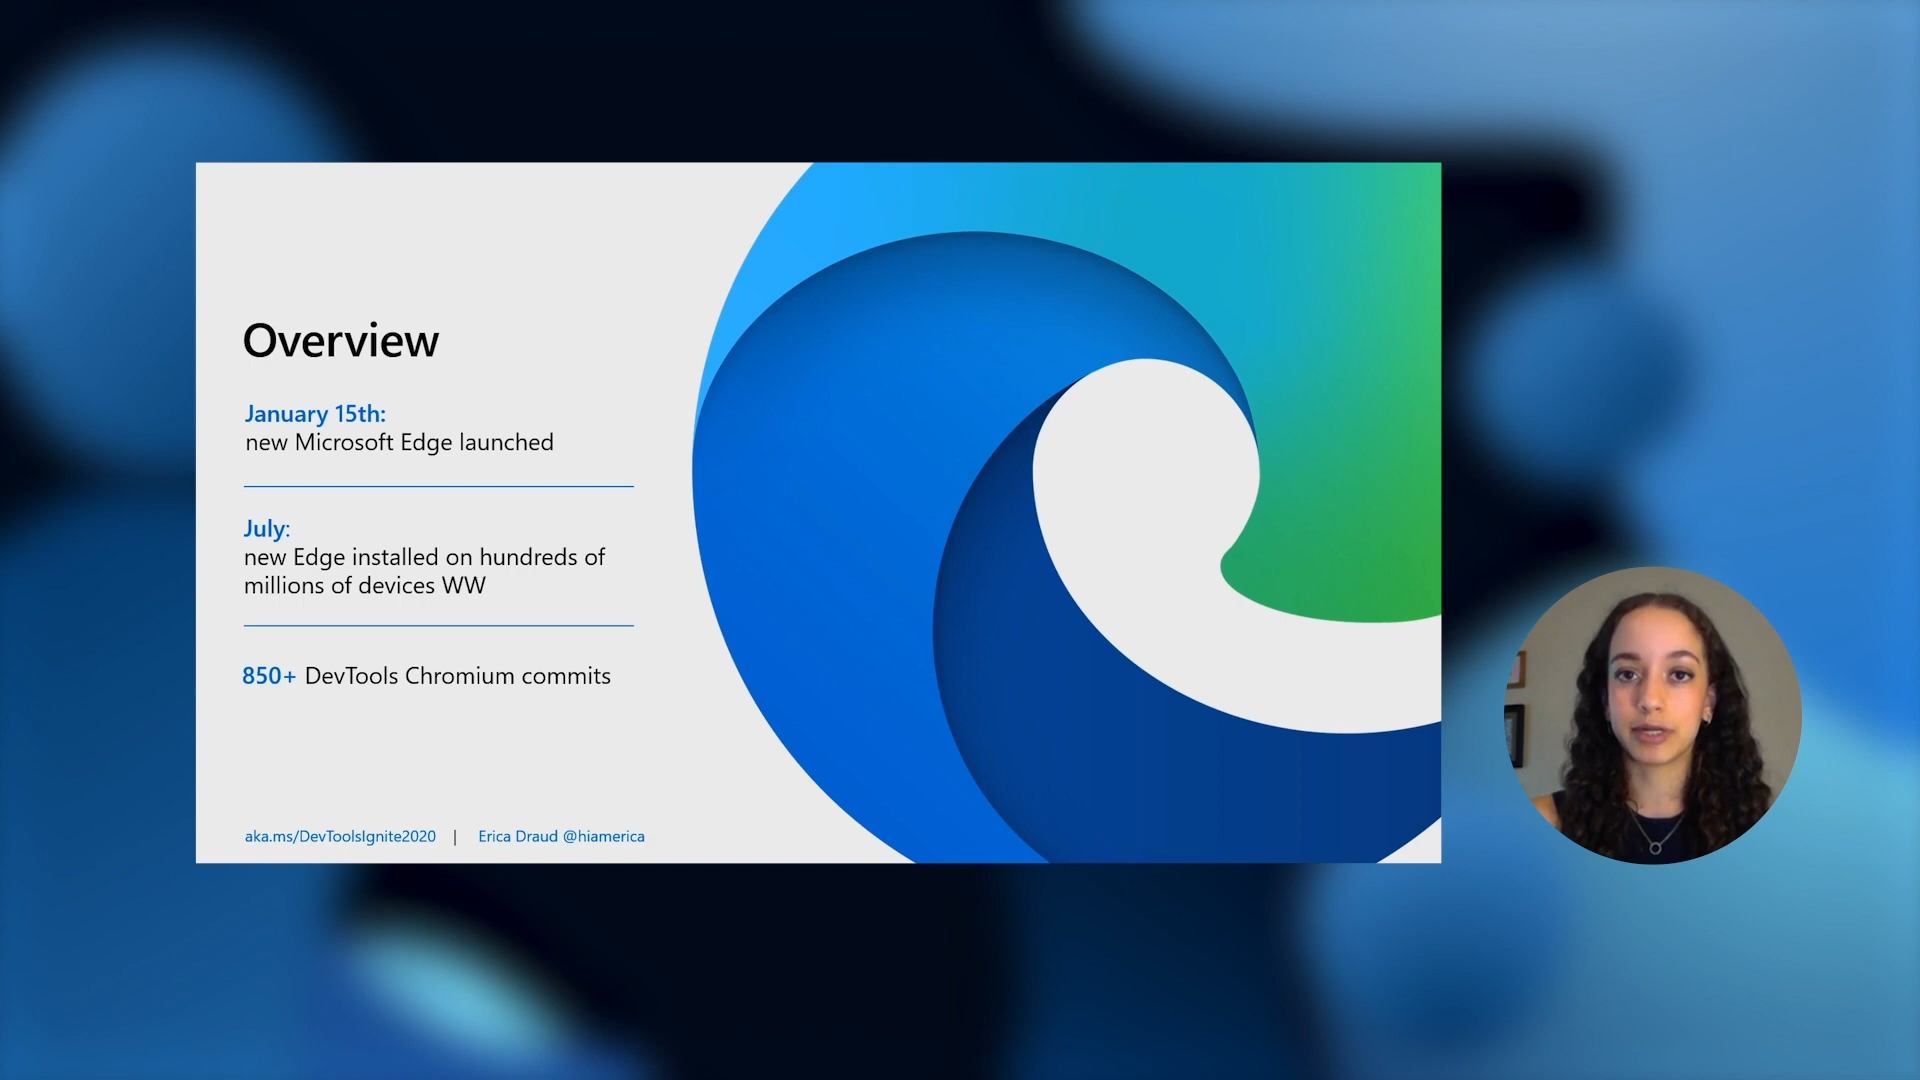 Overview
January 15th:
new Microsoft Edge launched
July:
new Edge installed on hundreds of
millions of devices WW
850+ DevTools Chromium commits
aka.ms/DevToolsIgnite2020 | Erica Draud @hiamerica